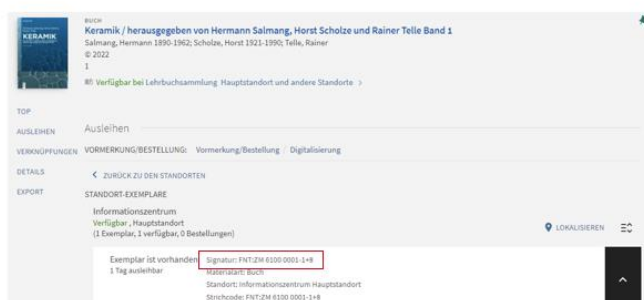 KERAMIK
BUCH
Keramik / herausgegeben von Hermann Salmang, Horst Scholze und Rainer Telle Band 1
Salmang, Hermann 1890-1962; Scholze, Horst 1921-1990; Telle, Rainer
© 2022
1
Verfügbar bei Lehrbuchsammlung Hauptstandort und andere Standorte >
TOP
AUSLEIHEN
VERKNÜPFUNGEN
DETAILS
EXPORT
Ausleihen
VORMERKUNG/BESTELLUNG: Vormerkung/Bestellung / Digitalisierung
< ZURÜCK ZU DEN STANDORTEN
STANDORT-EXEMPLARE
Informationszentrum
Verfügbar , Hauptstandort
(1 Exemplar, 1 verfügbar, 0 Bestellungen)
LOKALISIEREN
Exemplar ist vorhanden
1 Tag ausleihbar
Signatur: FNT:ZM 6100 0001-1+8
Materialart: Buch
Standort: Informationszentrum Hauptstandort
Strichcode: FNT:ZM 6100 0001-1+8